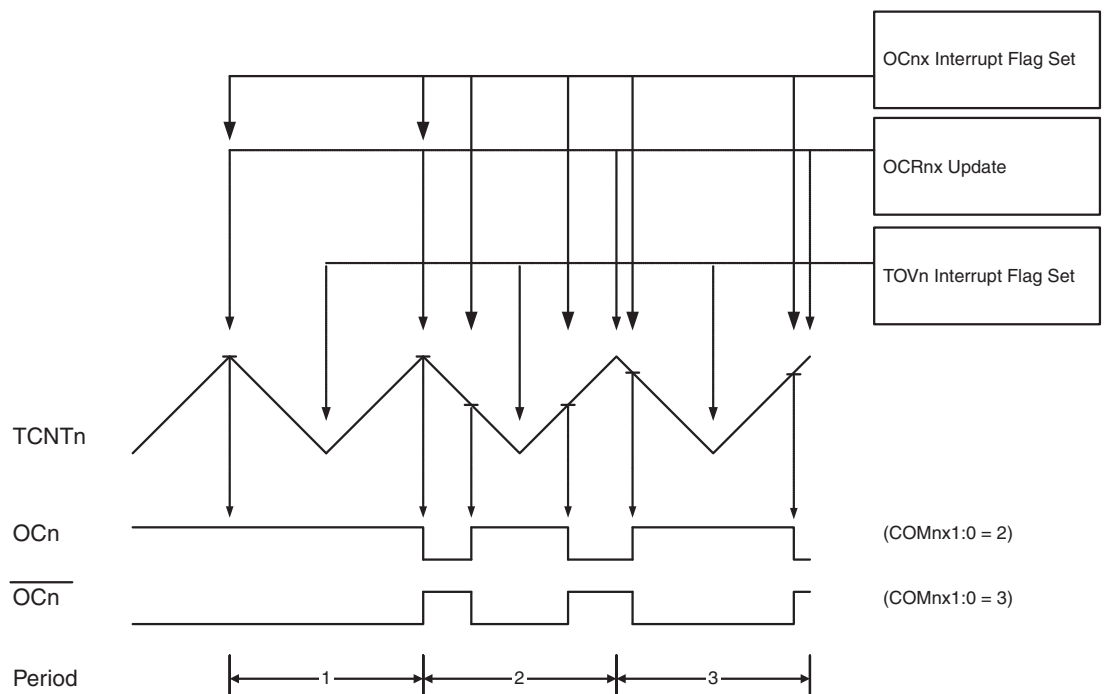 OCnx Interrupt Flag Set
OCRnx Update
TOVn Interrupt Flag Set
TCNTn
OCn
(COMnx1:0 = 2)
OCn
(COMnx1:0 = 3)
Period
1
2
3